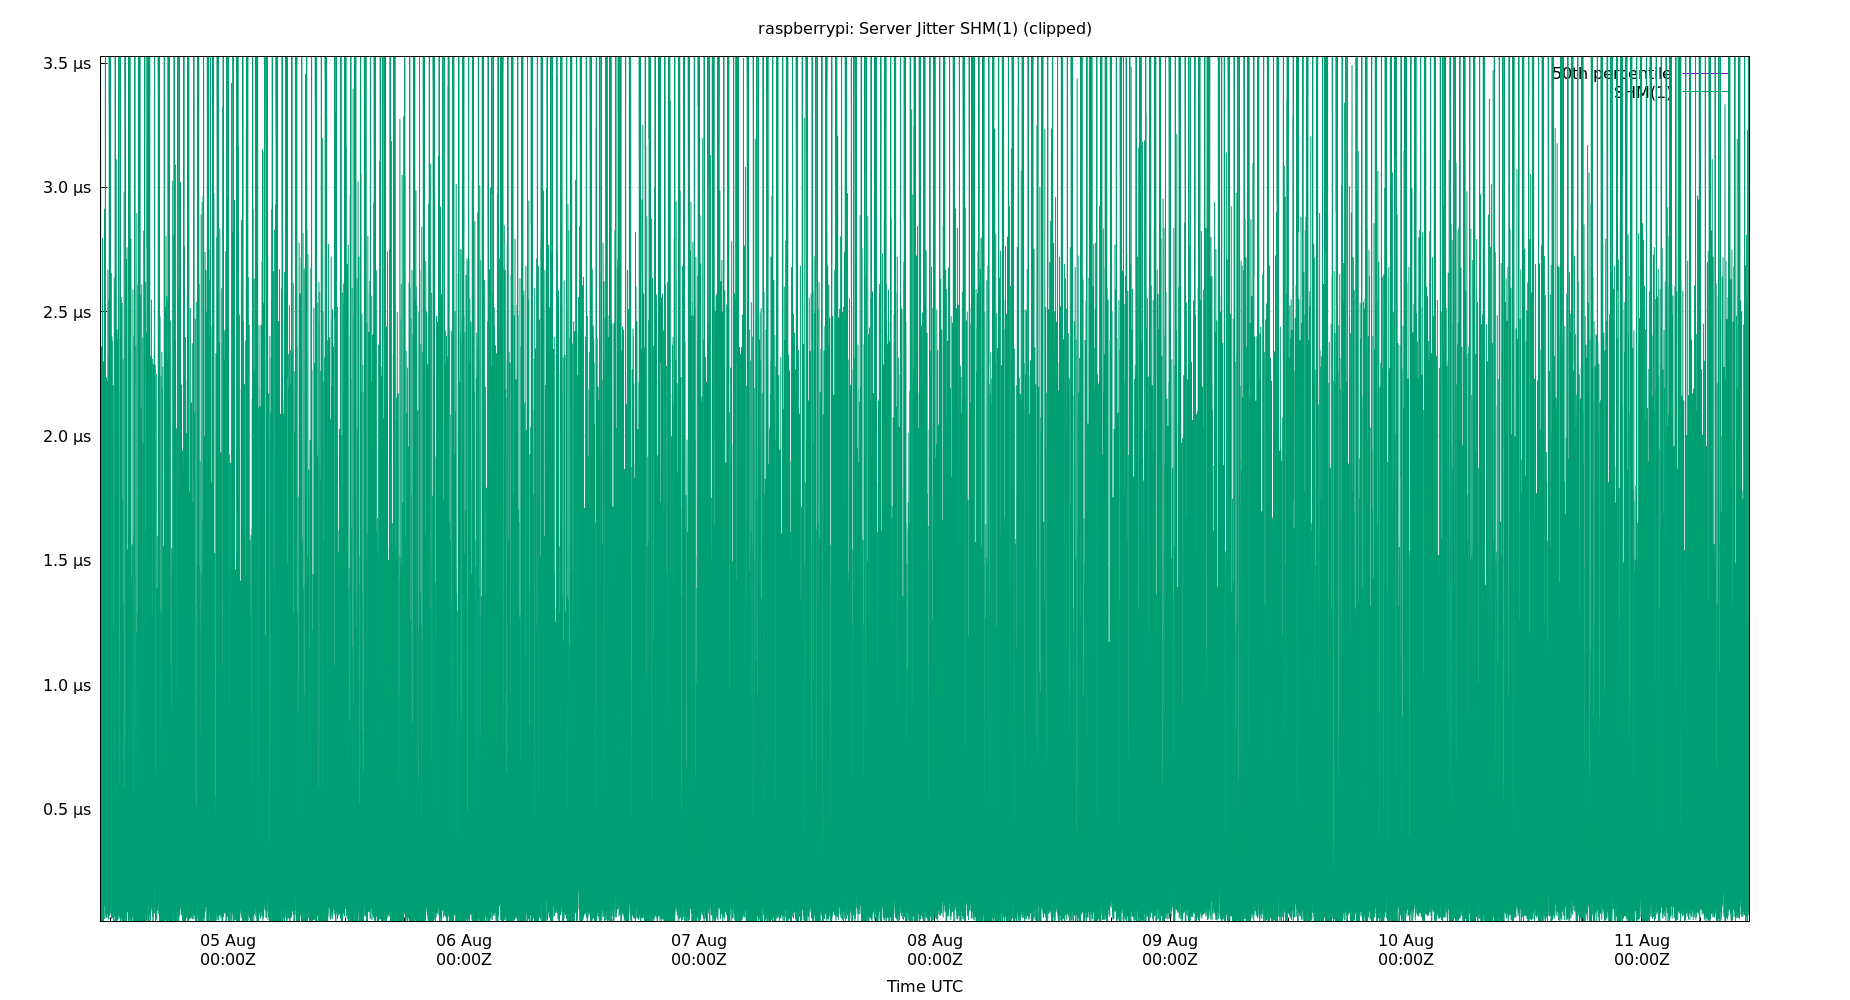 raspberrypi: Server Jitter SHM(1) (clipped)
50th percentile
SHM(1)
3.5 µs
3.0 µs
2.5 µs
2.0 µs
1.5 µs
1.0 µs
0.5 µs
05 Aug 06 Aug 07 Aug 08 Aug 09 Aug 10 Aug 11 Aug
00:00Z 00:00Z 00:00Z 00:00Z 00:00Z 00:00Z 00:00Z
Time UTC